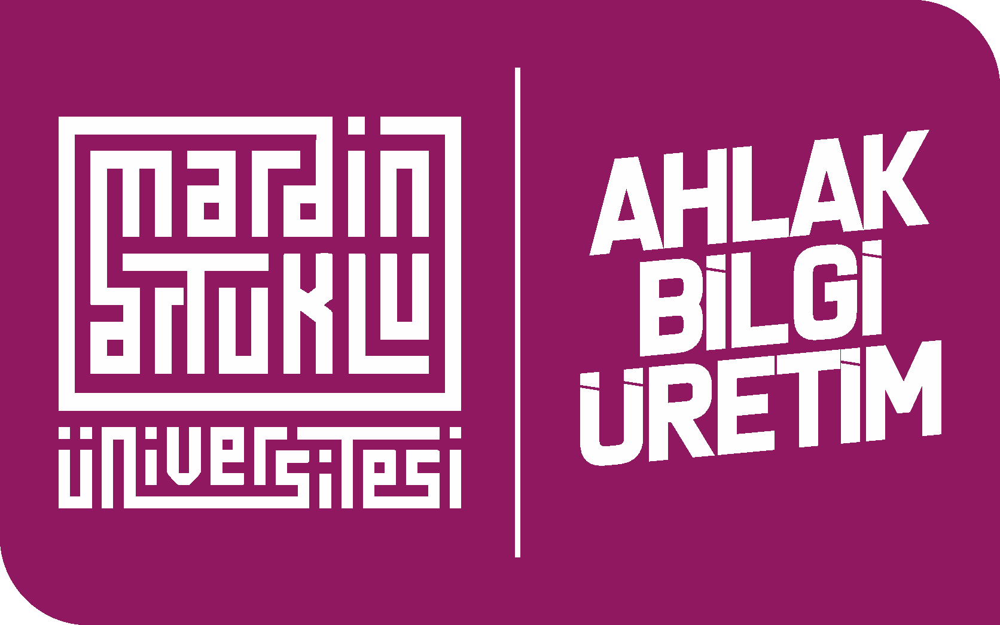 mardin
artuklu
üniversitesi
AHLAK
BİLGİ
ÜRETİM